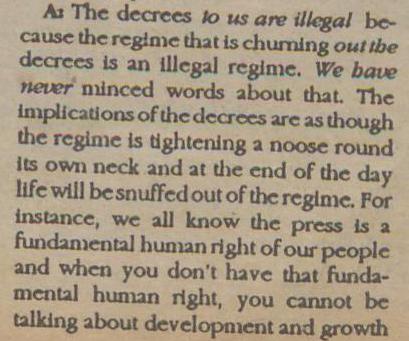 A: The decrees to us are illegal be-
cause the regime that is churning out the
decrees is an illegal regime. We have
never minced words about that. The
implications of the decrees are as though
the regime is tightening a noose round
its own neck and at the end of the day
life will be snuffed out of the regime. For
instance, we all know the press is a
fundamental human right of our people
and when you don't have that funda-
mental human right, you cannot be
talking about development and growth